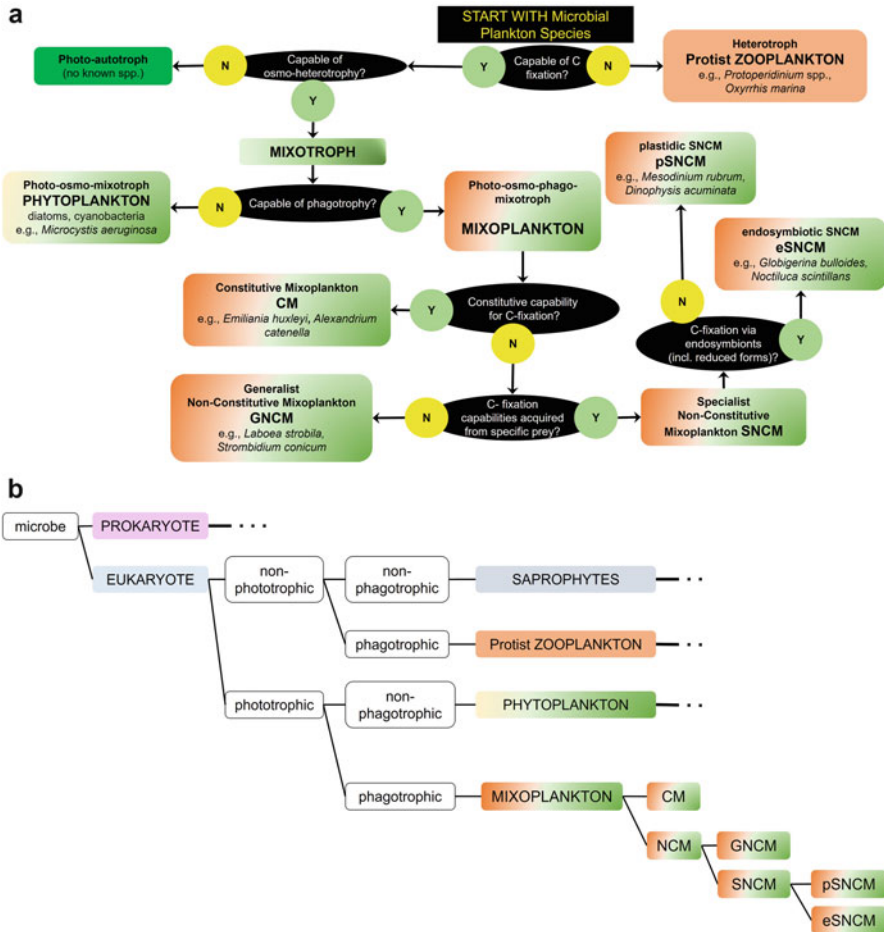 a
START WITH Microbial
Plankton Species
Photo-autotroph
(no known spp.)
N
Capable of
osmo-heterotrophy?
Y
Capable of C
fixation?
N
Heterotroph
Protist ZOOPLANKTON
e.g., Protoperidinium spp.,
Oxyrrhis marina
Y
MIXOTROPH
Photo-osmo-mixotroph
PHYTOPLANKTON
diatoms, cyanobacteria
e.g., Microcystis aeruginosa
N
Capable of phagotrophy?
Y
Photo-osmo-phago-
mixotroph
MIXOPLANKTON
plastidic SNCM
pSNCM
e.g., Mesodinium rubrum,
Dinophysis acuminata
endosymbiotic SNCM
eSNCM
e.g., Globigerina bulloides,
Noctiluca scintillans
Constitutive Mixoplankton
CM
e.g., Emiliania huxleyi, Alexandrium
catenella
Y
Constitutive capability
for C-fixation?
N
N
C-fixation via
endosymbionts
(incl. reduced forms)?
Y
Generalist
Non-Constitutive Mixoplankton
GNCM
e.g., Laboea strobila,
Strombidium conicum
N
C- fixation
capabilities acquired
from specific prey?
Y
Specialist
Non-Constitutive
Mixoplankton SNCM
b
microbe
PROKARYOTE
EUKARYOTE
non-
phototrophic
non-
phagotrophic
SAPROPHYTES
phagotrophic
Protist ZOOPLANKTON
phototrophic
non-
phagotrophic
PHYTOPLANKTON
phagotrophic
MIXOPLANKTON
CM
NCM
GNCM
SNCM
pSNCM
eSNCM